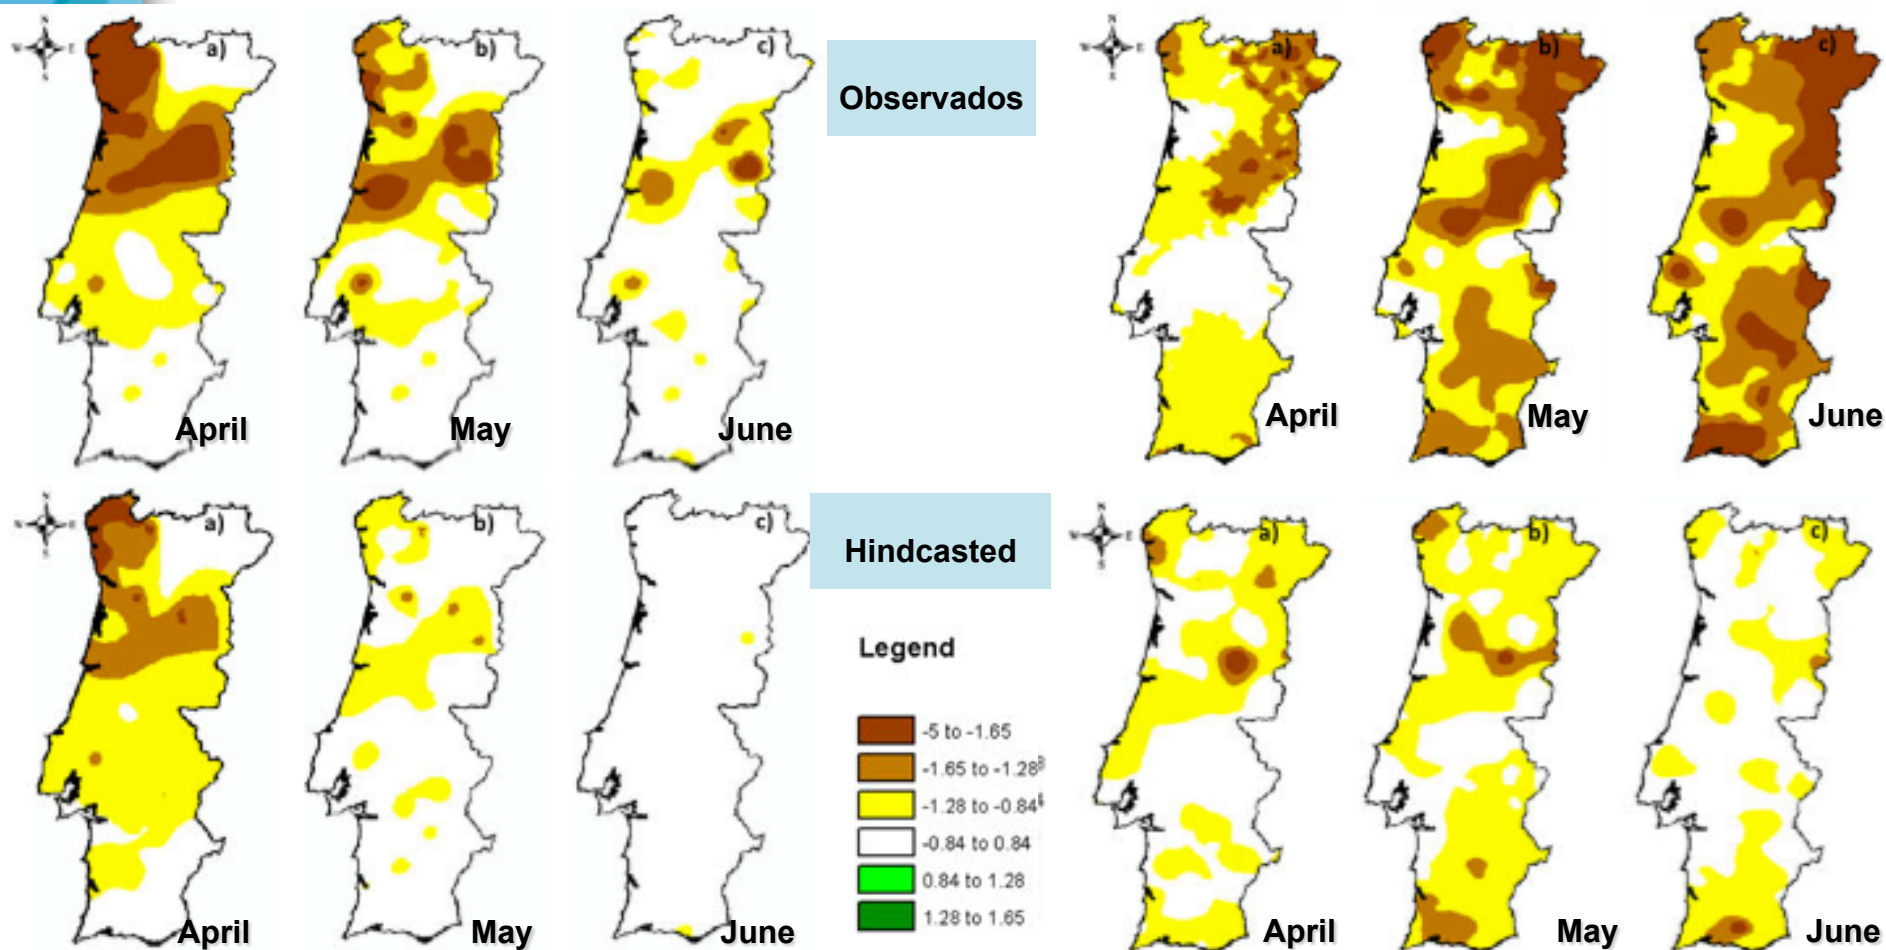 N
W E
S
a)
b)
c)
Observados
N
W E
S
a)
b)
c)
April
May
June
April
May
June
N
W E
S
a)
b)
c)
Hindcasted
N
W E
S
a)
b)
c)
Legend
-5 to -1.65
-1.65 to -1.28
-1.28 to -0.84
-0.84 to 0.84
0.84 to 1.28
1.28 to 1.65
April
May
June
April
May
June